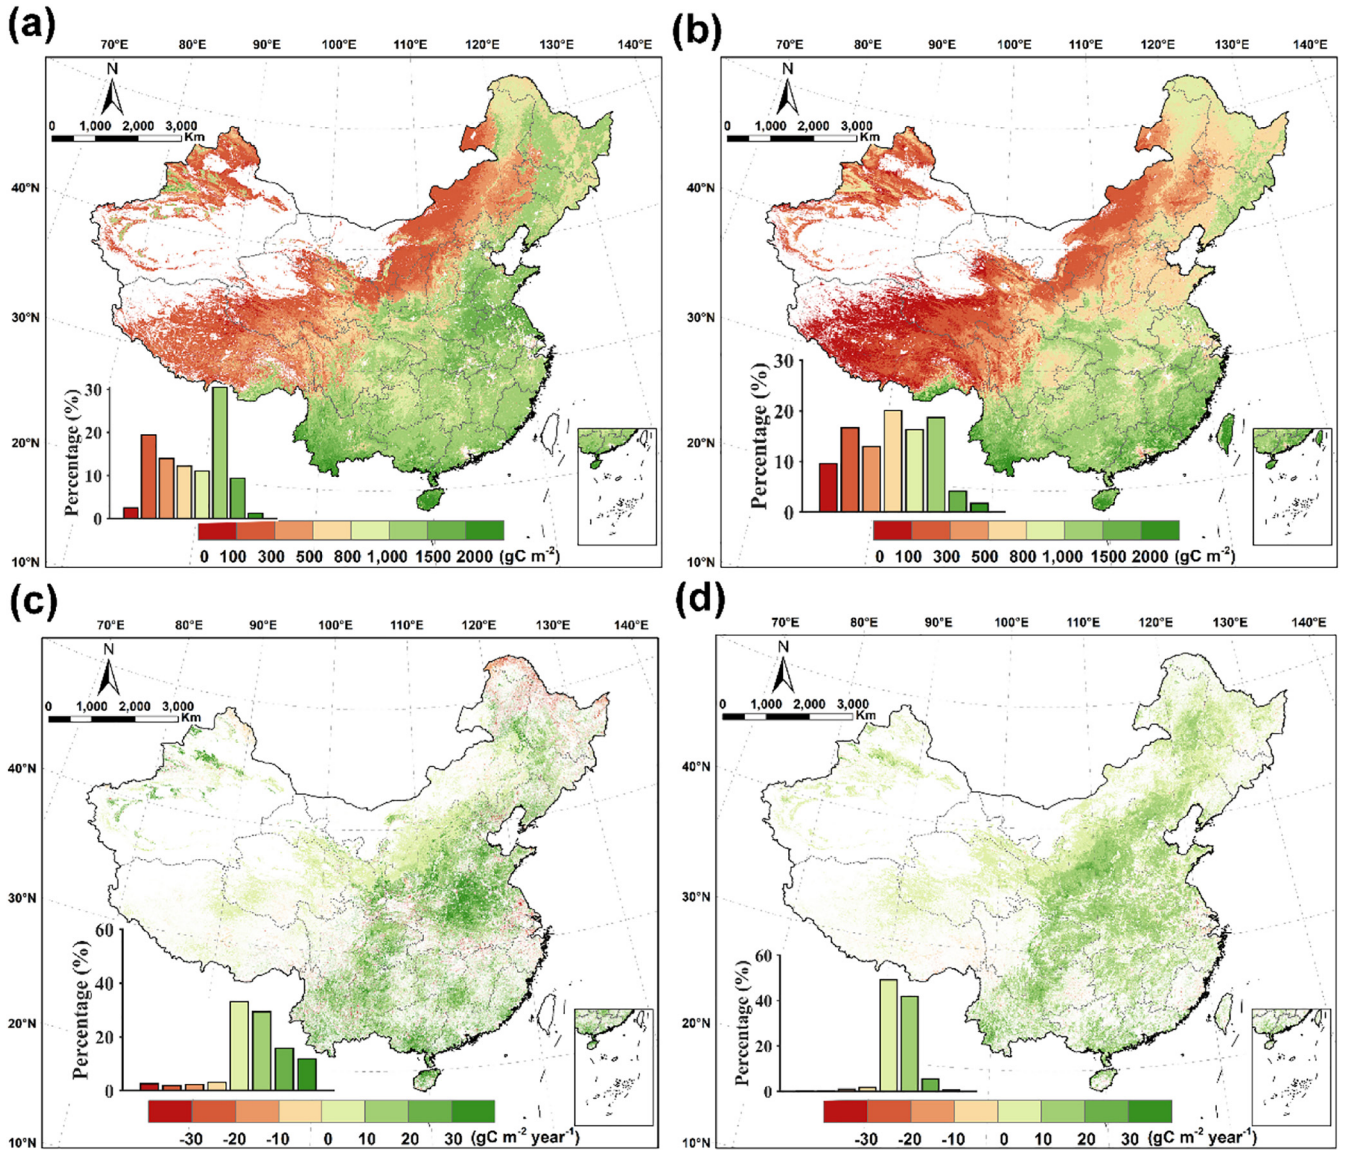 (a)
70°E 80°E 90°E 100°E 110°E 120°E 130°E 140°E
N
0 1,000 2,000 3,000
Km
40°N
30°N
20°N
10°N
Percentage (%)
30
20
10
0
0 100 300 500 800 1,000 1500 2000 (gC m-2)
(b)
70°E 80°E 90°E 100°E 110°E 120°E 130°E 140°E
N
0 1,000 2,000 3,000
Km
40°N
30°N
20°N
10°N
Percentage (%)
30
20
10
0
0 100 300 500 800 1,000 1500 2000 (gC m-2)
(c)
70°E 80°E 90°E 100°E 110°E 120°E 130°E 140°E
N
0 1,000 2,000 3,000
Km
40°N
30°N
20°N
10°N
Percentage (%)
60
40
20
0
-30 -20 -10 0 10 20 30 (gC m-2 year-1)
(d)
70°E 80°E 90°E 100°E 110°E 120°E 130°E 140°E
N
0 1,000 2,000 3,000
Km
40°N
30°N
20°N
10°N
Percentage (%)
60
40
20
0
-30 -20 -10 0 10 20 30 (gC m-2 year-1)